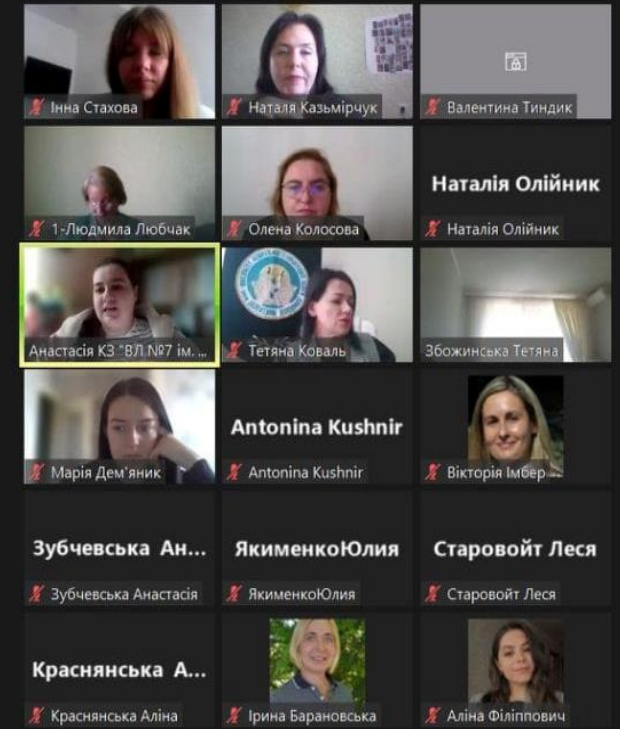 Інна Стахова
Наталя Казьмірчук
Валентина Тиндик
1-Людмила Любчак
Олена Колосова
Наталія Олійник
Наталія Олійник
Анастасія КЗ "ВЛ №7 ім. ...
Тетяна Коваль
Збожинська Тетяна
Марія Дем'яник
Antonina Kushnir
Antonina Kushnir
Вікторія Імбер
Зубчевська Ан...
ЯкименкоЮлия
Старовойт Леся
Зубчевська Анастасія
ЯкименкоЮлия
Старовойт Леся
Краснянська А...
Краснянська Аліна
Ірина Барановська
Аліна Філіппович